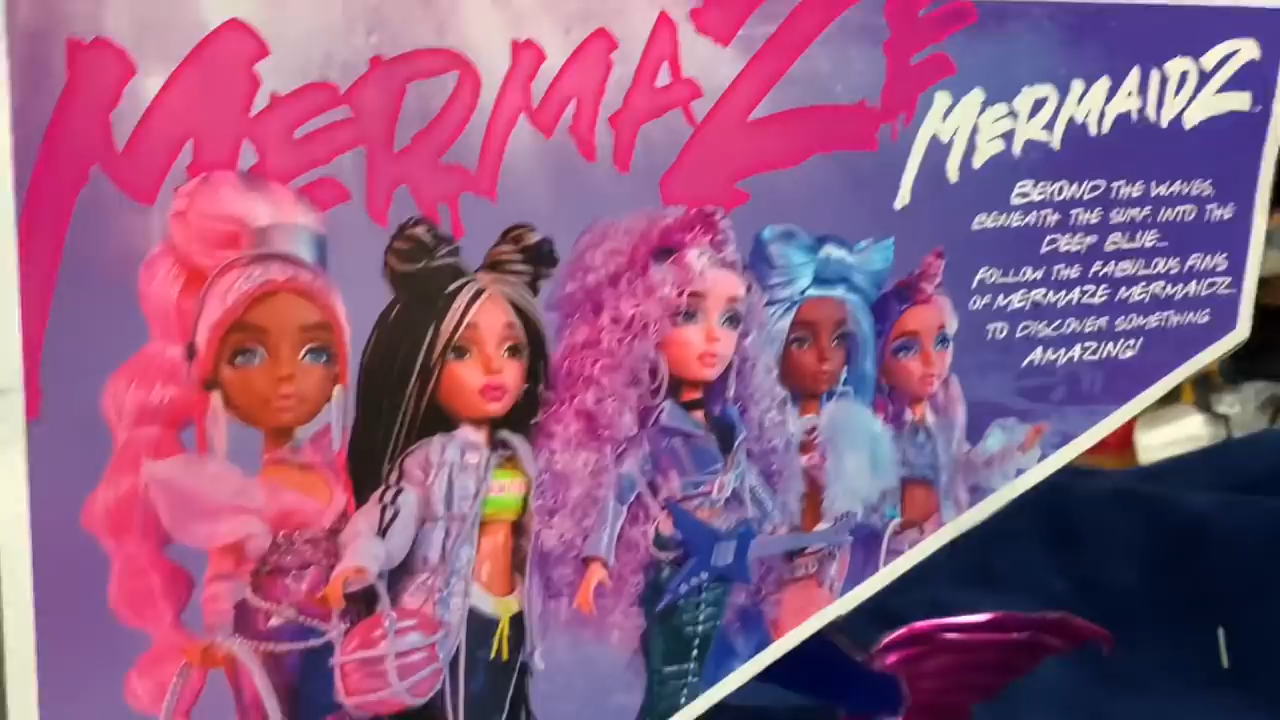 MERMAZE
MERMAIDZ
BEYOND THE WAVES,
BENEATH THE SURF, INTO THE
DEEP BLUE...
FOLLOW THE FABULOUS FINS
OF MERMAZE MERMAIDZ
TO DISCOVER SOMETHING
AMAZING!